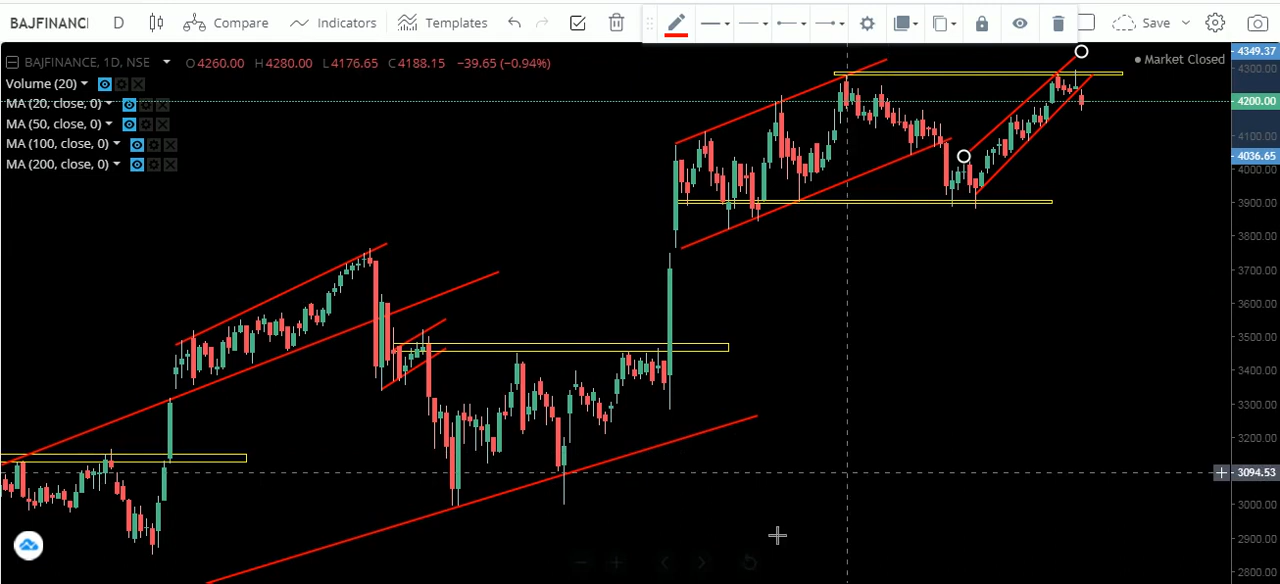 BAJFINANCE D Compare Indicators Templates Save
BAJFINANCE, 1D, NSE O4260.00 H4280.00 L4176.65 C4188.15 −39.65 (−0.94%)
Market Closed
Volume (20)
MA (20, close, 0)
MA (50, close, 0)
MA (100, close, 0)
MA (200, close, 0)
4349.37
4300.00
4200.00
4100.00
4036.65
4000.00
3900.00
3800.00
3700.00
3600.00
3500.00
3400.00
3300.00
3200.00
3094.53
3000.00
2900.00
2800.00